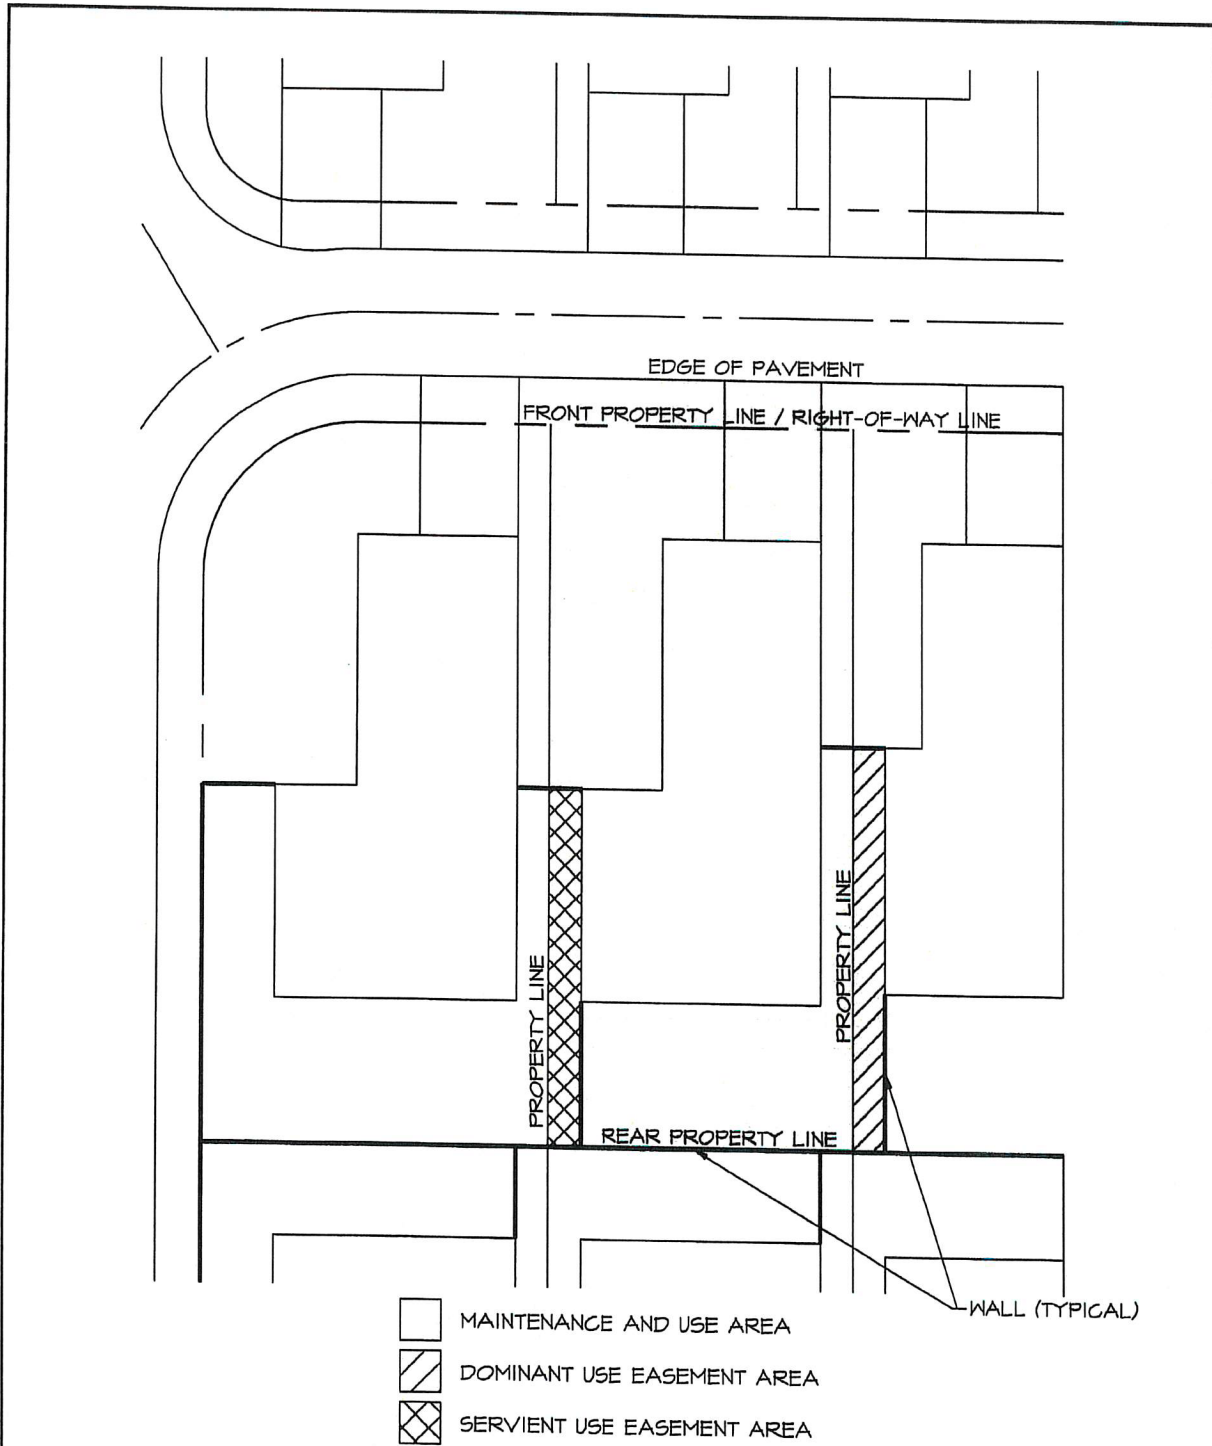 EDGE OF PAVEMENT
FRONT PROPERTY LINE / RIGHT-OF-WAY LINE
PROPERTY LINE
PROPERTY LINE
REAR PROPERTY LINE
WALL (TYPICAL)
MAINTENANCE AND USE AREA
DOMINANT USE EASEMENT AREA
SERVIENT USE EASEMENT AREA